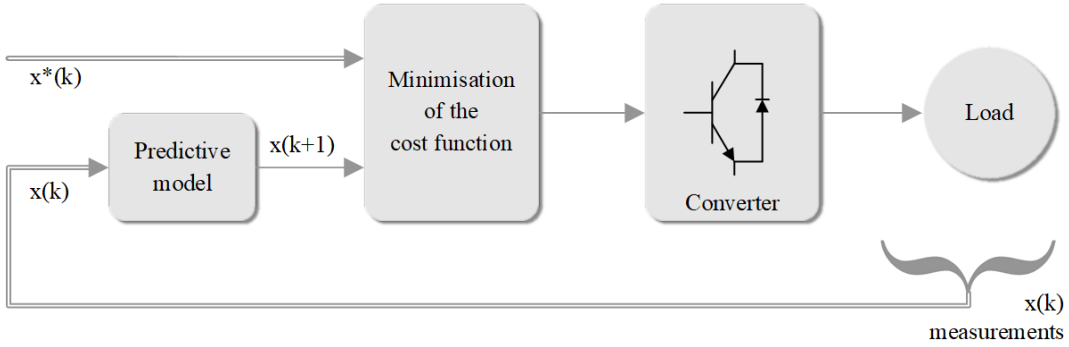 x*(k)
Predictive
model
x(k)
x(k+1)
Minimisation
of the
cost function
Converter
Load
x(k)
measurements